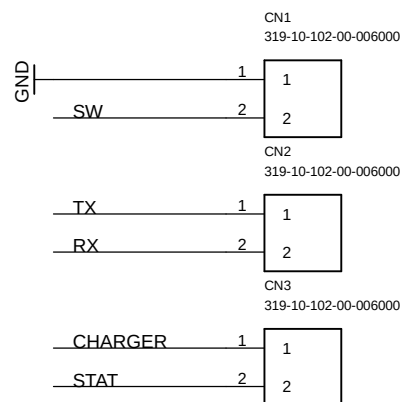 CN1
319-10-102-00-006000
GND
1 1
SW 2 2
CN2
319-10-102-00-006000
TX 1 1
RX 2 2
CN3
319-10-102-00-006000
CHARGER 1 1
STAT 2 2